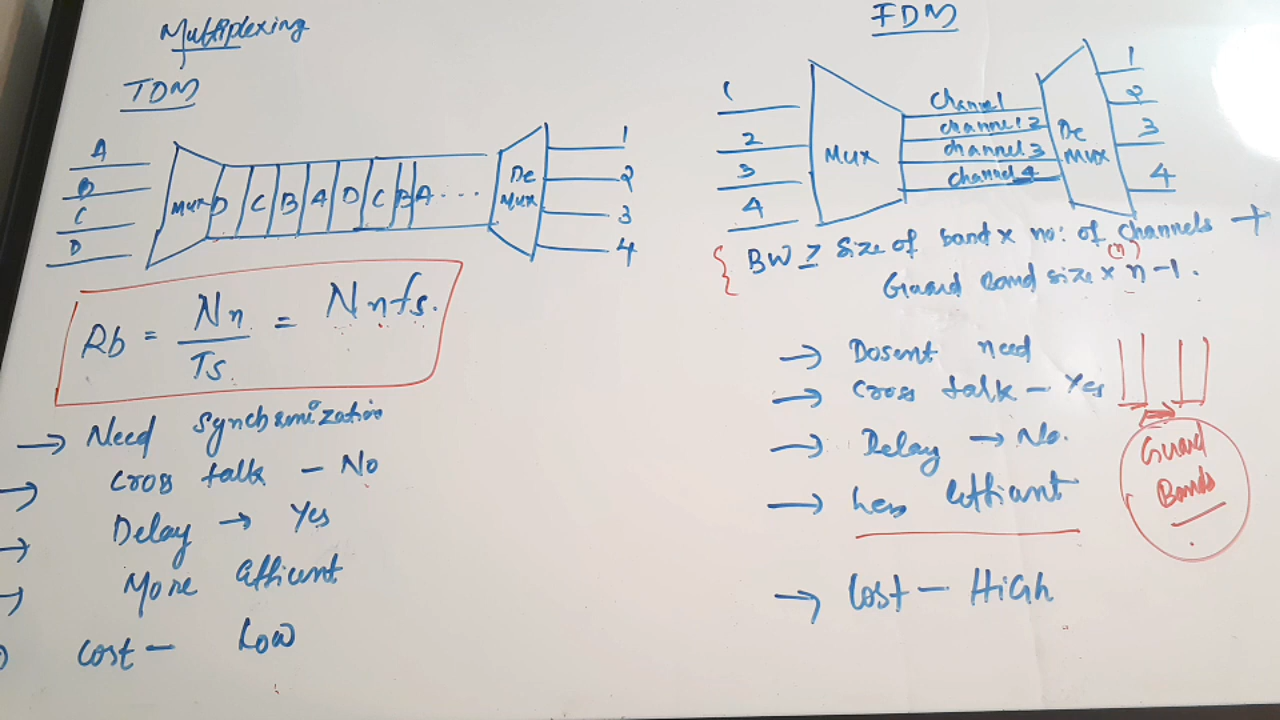 Multiplexing
TDM
A
B
C
D
Mux
D C B A D C B A ...
De
Mux
1
2
3
4
Rb = Nn / Ts = Nnfs.
→ Need synchronization
→ Cross talk - No
→ Delay → Yes
→ More efficient
Cost - Low
FDM
1
2
3
4
Mux
Channel 1
channel 2
channel 3
channel 4
De
Mux
1
2
3
4
BW ≥ Size of band x no: of channels +
(n)
Guard band size x n-1.
→ Dosent need
→ Cross talk - Yes
→ Delay → No.
→ Less efficient
→ Cost - HiGh
Guard
Bands